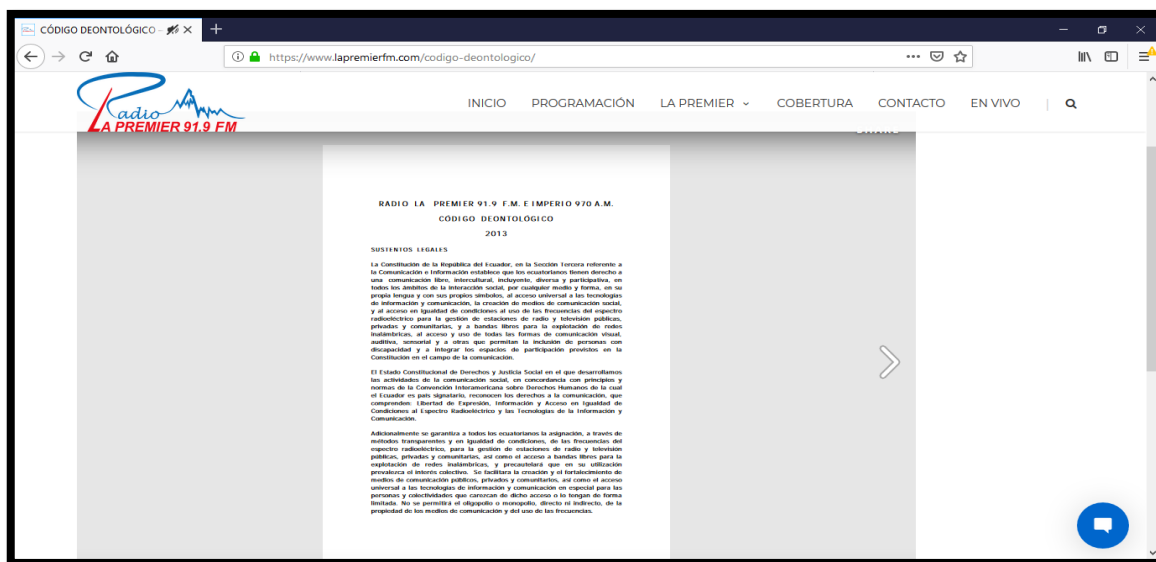 CÓDIGO DEONTOLÓGICO –
https://www.lapremierfm.com/codigo-deontologico/
Radio
LA PREMIER 91.9 FM
INICIO PROGRAMACIÓN LA PREMIER COBERTURA CONTACTO EN VIVO
RADIO LA PREMIER 91.9 F.M. E IMPERIO 970 A.M.
CÓDIGO DEONTOLÓGICO
2013
SUSTENTOS LEGALES
La Constitución de la República del Ecuador, en la Sección Tercera referente a
la Comunicación e Información establece que los ecuatorianos tienen derecho a
una comunicación libre, intercultural, incluyente, diversa y participativa, en
todos los ámbitos de la interacción social, por cualquier medio y forma, en su
propia lengua y con sus propios símbolos, al acceso universal a las tecnologías
de información y comunicación, la creación de medios de comunicación social,
y al acceso en igualdad de condiciones al uso de las frecuencias del espectro
radioeléctrico para la gestión de estaciones de radio y televisión públicas,
privadas y comunitarias, y a bandas libres para la explotación de redes
inalámbricas, al acceso y uso de todas las formas de comunicación visual,
auditiva, sensorial y a otras que permitan la inclusión de personas con
discapacidad y a integrar los espacios de participación previstos en la
Constitución en el campo de la comunicación.
El Estado Constitucional de Derechos y Justicia Social en el que desarrollamos
las actividades de la comunicación social, en concordancia con principios y
normas de la Convención Interamericana sobre Derechos Humanos de la cual
el Ecuador es país signatario, reconocen los derechos a la comunicación, que
comprenden: Libertad de Expresión, Información y Acceso en Igualdad de
Condiciones al Espectro Radioeléctrico y las Tecnologías de la Información y
Comunicación.
Adicionalmente se garantiza a todos los ecuatorianos la asignación, a través de
métodos transparentes y en igualdad de condiciones, de las frecuencias del
espectro radioeléctrico, para la gestión de estaciones de radio y televisión
públicas, privadas y comunitarias, así como el acceso a bandas libres para la
explotación de redes inalámbricas, y precautelará que en su utilización
prevalezca el interés colectivo. Se facilitara la creación y el fortalecimiento de
medios de comunicación públicos, privados y comunitarios, así como el acceso
universal a las tecnologías de información y comunicación en especial para las
personas y colectividades que carezcan de dicho acceso o lo tengan de forma
limitada. No se permitirá el oligopolio o monopolio, directo ni indirecto, de la
propiedad de los medios de comunicación y del uso de las frecuencias.